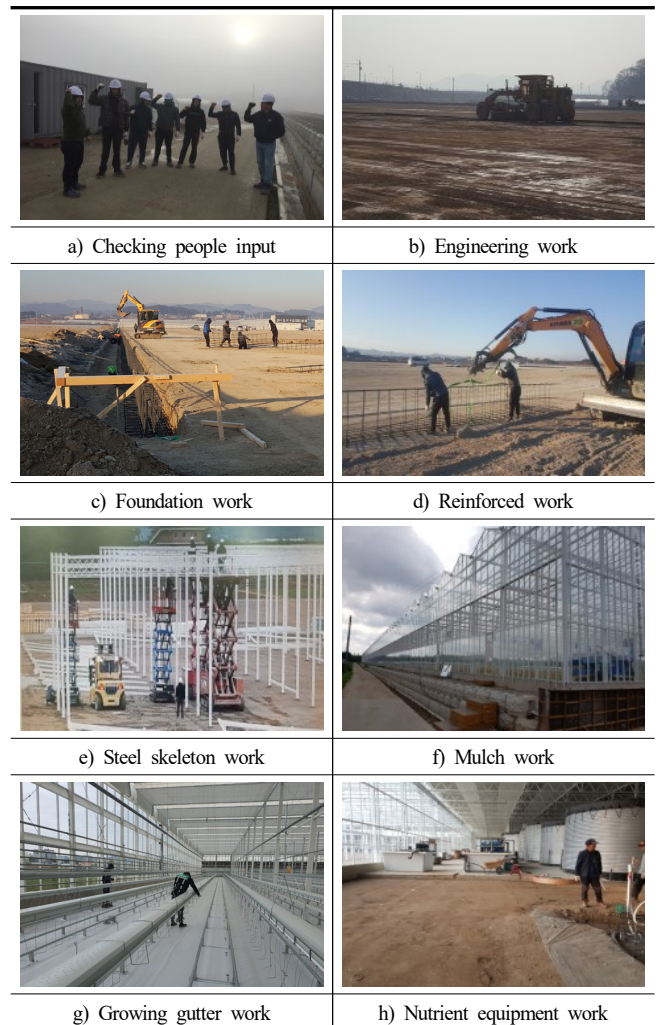 a) Checking people input
b) Engineering work
c) Foundation work
d) Reinforced work
e) Steel skeleton work
f) Mulch work
g) Growing gutter work
h) Nutrient equipment work